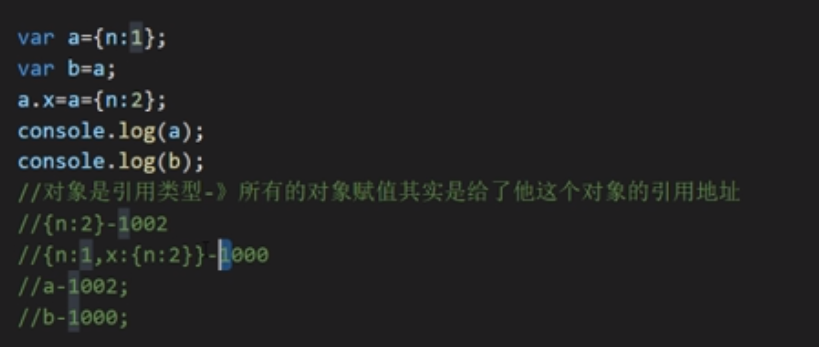 var a={n:1};
var b=a;
a.x=a={n:2};
console.log(a);
console.log(b);
//对象是引用类型-》所有的对象赋值其实是给了他这个对象的引用地址
//{n:2}-1002
//{n:1,x:{n:2}}-1000
//a-1002;
//b-1000;